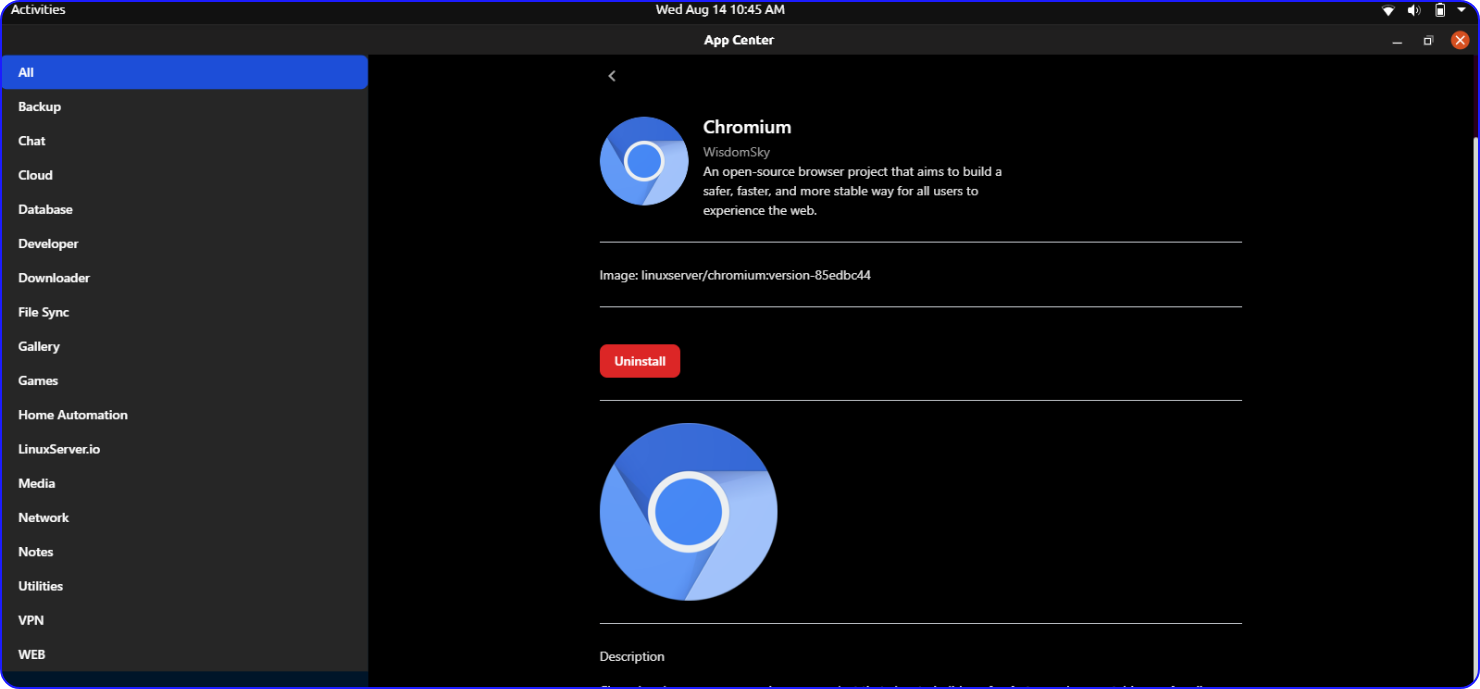 Activities
Wed Aug 14 10:45 AM
App Center
All
Backup
Chat
Cloud
Database
Developer
Downloader
File Sync
Gallery
Games
Home Automation
LinuxServer.io
Media
Network
Notes
Utilities
VPN
WEB
Chromium
WisdomSky
An open-source browser project that aims to build a
safer, faster, and more stable way for all users to
experience the web.
Image: linuxserver/chromium:version-85edbc44
Uninstall
Description